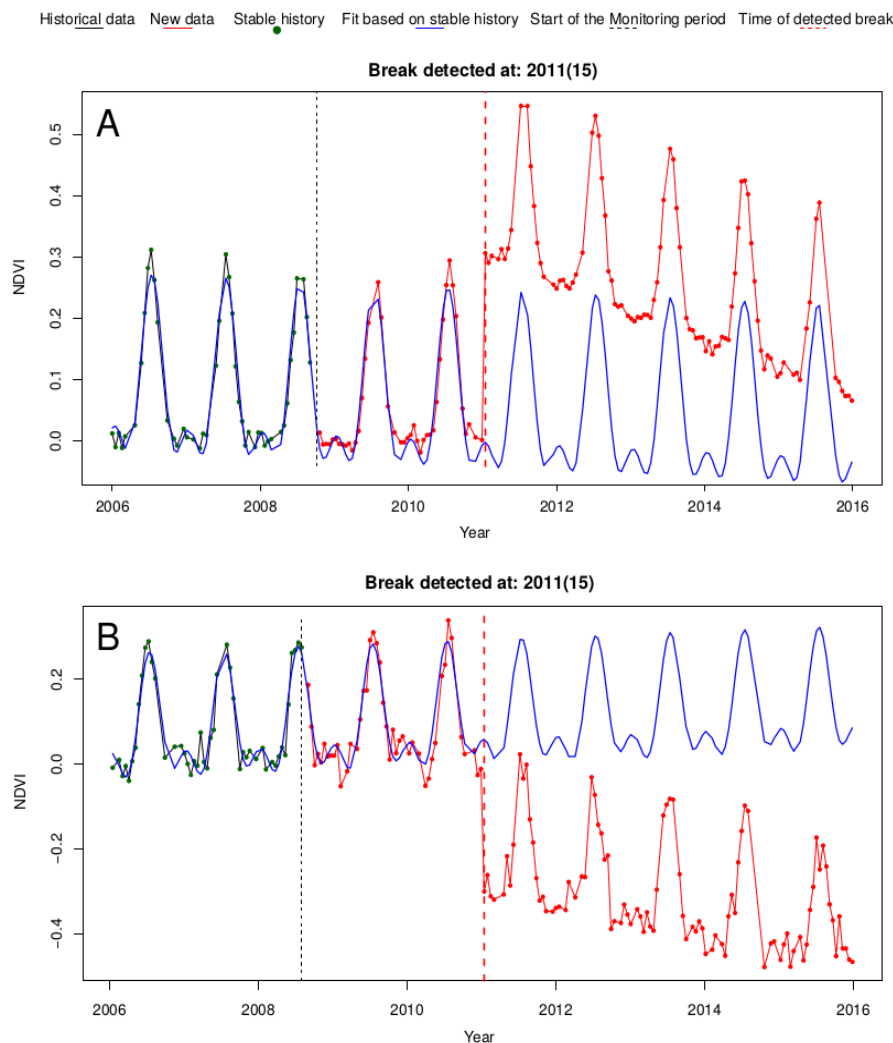 Historical data New data Stable history Fit based on stable history Start of the Monitoring period Time of detected break
Break detected at: 2011(15)
A
0.5
0.4
0.3
0.2
0.1
0.0
NDVI
2006 2008 2010 2012 2014 2016
Year
Break detected at: 2011(15)
B
0.2
0.0
−0.2
−0.4
NDVI
2006 2008 2010 2012 2014 2016
Year